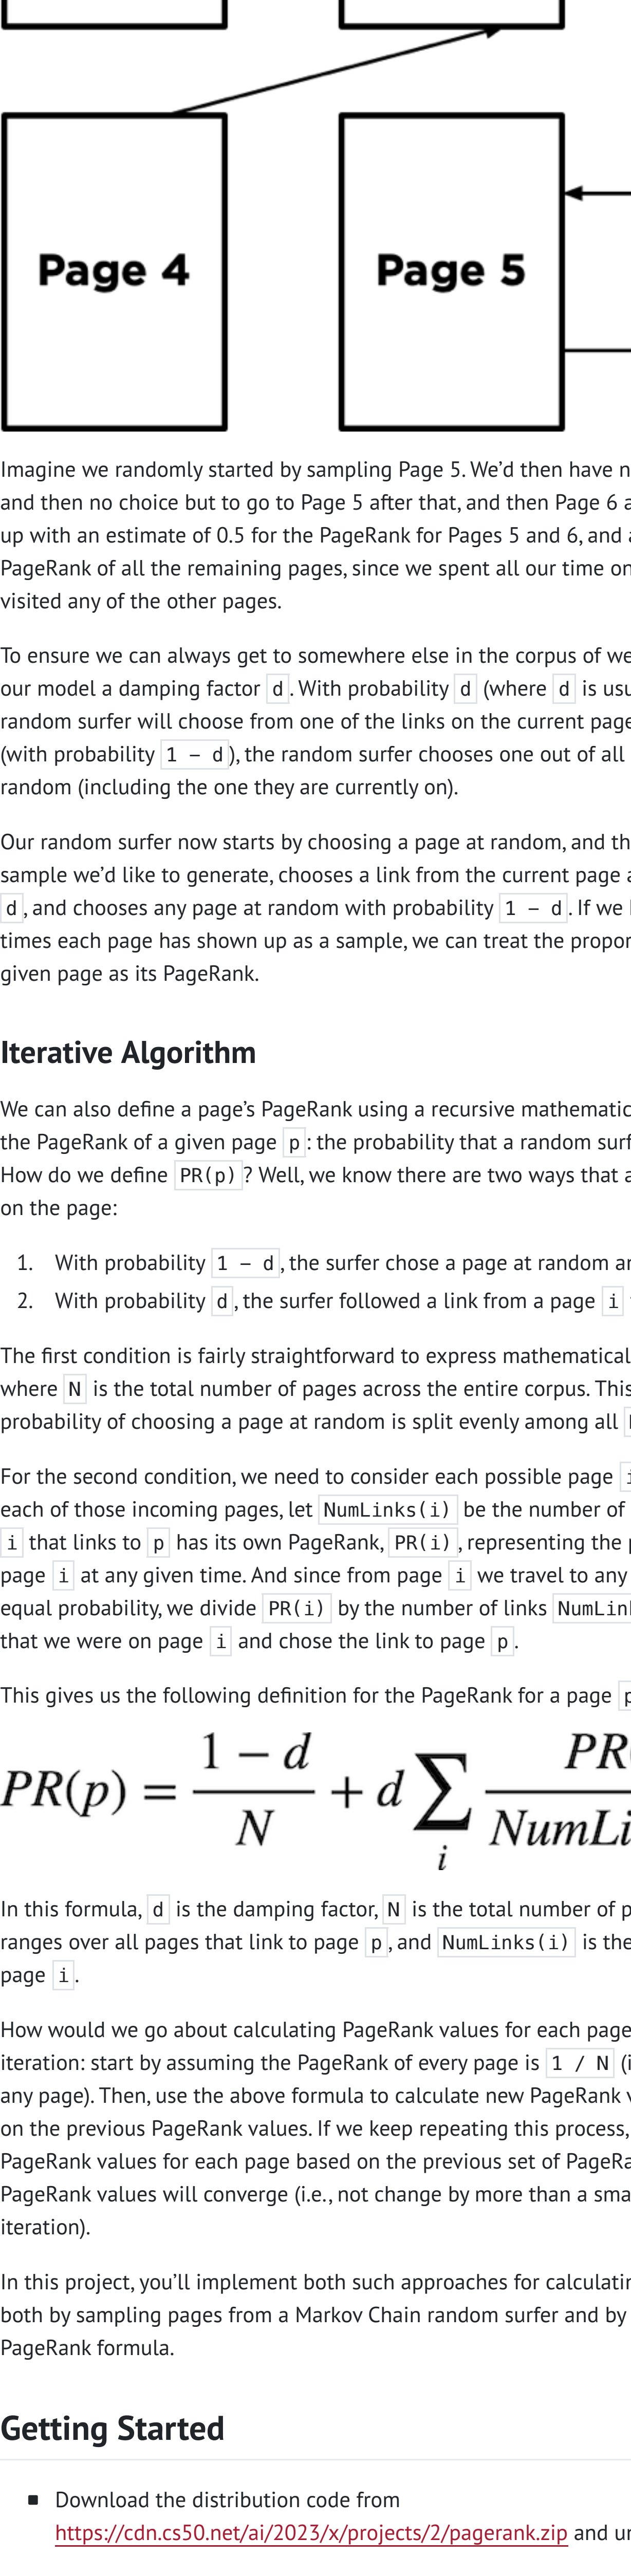 Page 4
Page 5
Imagine we randomly started by sampling Page 5. We’d then have n
and then no choice but to go to Page 5 after that, and then Page 6 a
up with an estimate of 0.5 for the PageRank for Pages 5 and 6, and a
PageRank of all the remaining pages, since we spent all our time on
visited any of the other pages.
To ensure we can always get to somewhere else in the corpus of we
our model a damping factor d. With probability d (where d is usu
random surfer will choose from one of the links on the current page
(with probability 1 - d), the random surfer chooses one out of all
random (including the one they are currently on).
Our random surfer now starts by choosing a page at random, and th
sample we’d like to generate, chooses a link from the current page a
d, and chooses any page at random with probability 1 - d. If we
times each page has shown up as a sample, we can treat the propor
given page as its PageRank.
Iterative Algorithm
We can also define a page’s PageRank using a recursive mathematic
the PageRank of a given page p: the probability that a random surf
How do we define PR(p)? Well, we know there are two ways that a
on the page:
1. With probability 1 - d, the surfer chose a page at random an
2. With probability d, the surfer followed a link from a page i
The first condition is fairly straightforward to express mathematical
where N is the total number of pages across the entire corpus. This
probability of choosing a page at random is split evenly among all
For the second condition, we need to consider each possible page i
each of those incoming pages, let NumLinks(i) be the number of
i that links to p has its own PageRank, PR(i), representing the p
page i at any given time. And since from page i we travel to any
equal probability, we divide PR(i) by the number of links NumLin
that we were on page i and chose the link to page p.
This gives us the following definition for the PageRank for a page p
PR(p) = 1 − d / N + d ∑ i PR( / NumLi
In this formula, d is the damping factor, N is the total number of p
ranges over all pages that link to page p, and NumLinks(i) is the
page i.
How would we go about calculating PageRank values for each page
iteration: start by assuming the PageRank of every page is 1 / N (i
any page). Then, use the above formula to calculate new PageRank v
on the previous PageRank values. If we keep repeating this process,
PageRank values for each page based on the previous set of PageRa
PageRank values will converge (i.e., not change by more than a sma
iteration).
In this project, you’ll implement both such approaches for calculatin
both by sampling pages from a Markov Chain random surfer and by
PageRank formula.
Getting Started
Download the distribution code from
https://cdn.cs50.net/ai/2023/x/projects/2/pagerank.zip and un